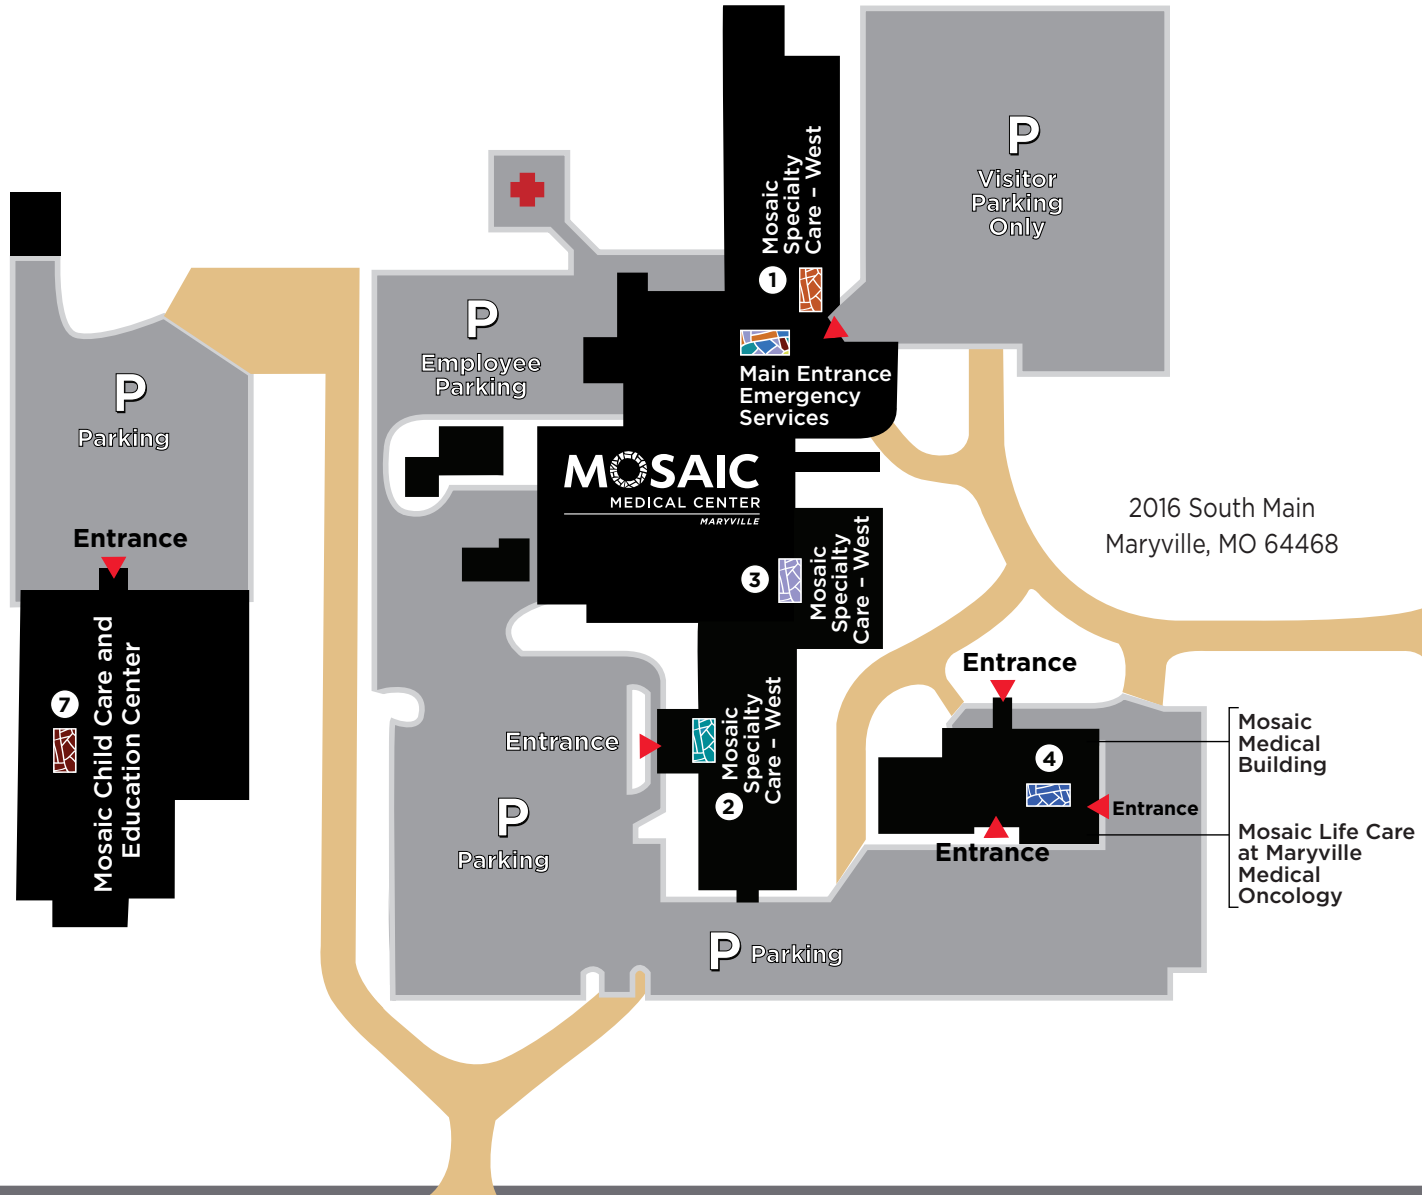 P
Visitor
Parking
Only
Mosaic
Specialty
Care – West
1
P
Employee
Parking
Main Entrance
Emergency
Services
P
Parking
MOSAIC
MEDICAL CENTER
MARYVILLE
2016 South Main
Maryville, MO 64468
Entrance
3
Mosaic
Specialty
Care – West
7
Mosaic Child Care and
Education Center
Entrance
Entrance
2
Mosaic
Specialty
Care – West
4
Mosaic
Medical
Building
Entrance
Entrance
Mosaic Life Care
at Maryville
Medical
Oncology
P
Parking
P Parking